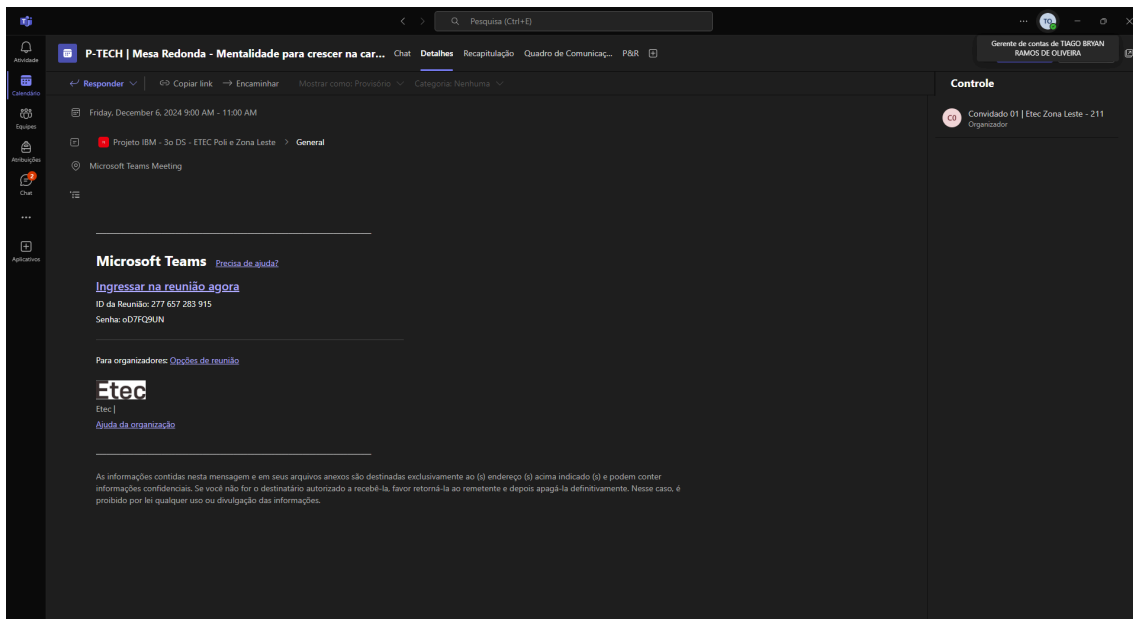 Pesquisa (Ctrl+E)
TO
Gerente de contas de TIAGO BRYAN
RAMOS DE OLIVEIRA
Atividade
Calendário
Equipes
Atribuições
2
Chat
Aplicativos
P-TECH | Mesa Redonda - Mentalidade para crescer na car... Chat Detalhes Recapitulação Quadro de Comunicaç... P&R
Responder Copiar link Encaminhar Mostrar como: Provisório Categoria: Nenhuma
Friday, December 6, 2024 9:00 AM - 11:00 AM
Projeto IBM - 3o DS - ETEC Poli e Zona Leste > General
Microsoft Teams Meeting
Microsoft Teams Precisa de ajuda?
Ingressar na reunião agora
ID da Reunião: 277 657 283 915
Senha: oD7FQ9UN
Para organizadores: Opções de reunião
Etec
Etec |
Ajuda da organização
As informações contidas nesta mensagem e em seus arquivos anexos são destinadas exclusivamente ao (s) endereço (s) acima indicado (s) e podem conter
informações confidenciais. Se você não for o destinatário autorizado a recebê-la, favor retorná-la ao remetente e depois apagá-la definitivamente. Nesse caso, é
proibido por lei qualquer uso ou divulgação das informações.
Controle
C0
Convidado 01 | Etec Zona Leste - 211
Organizador